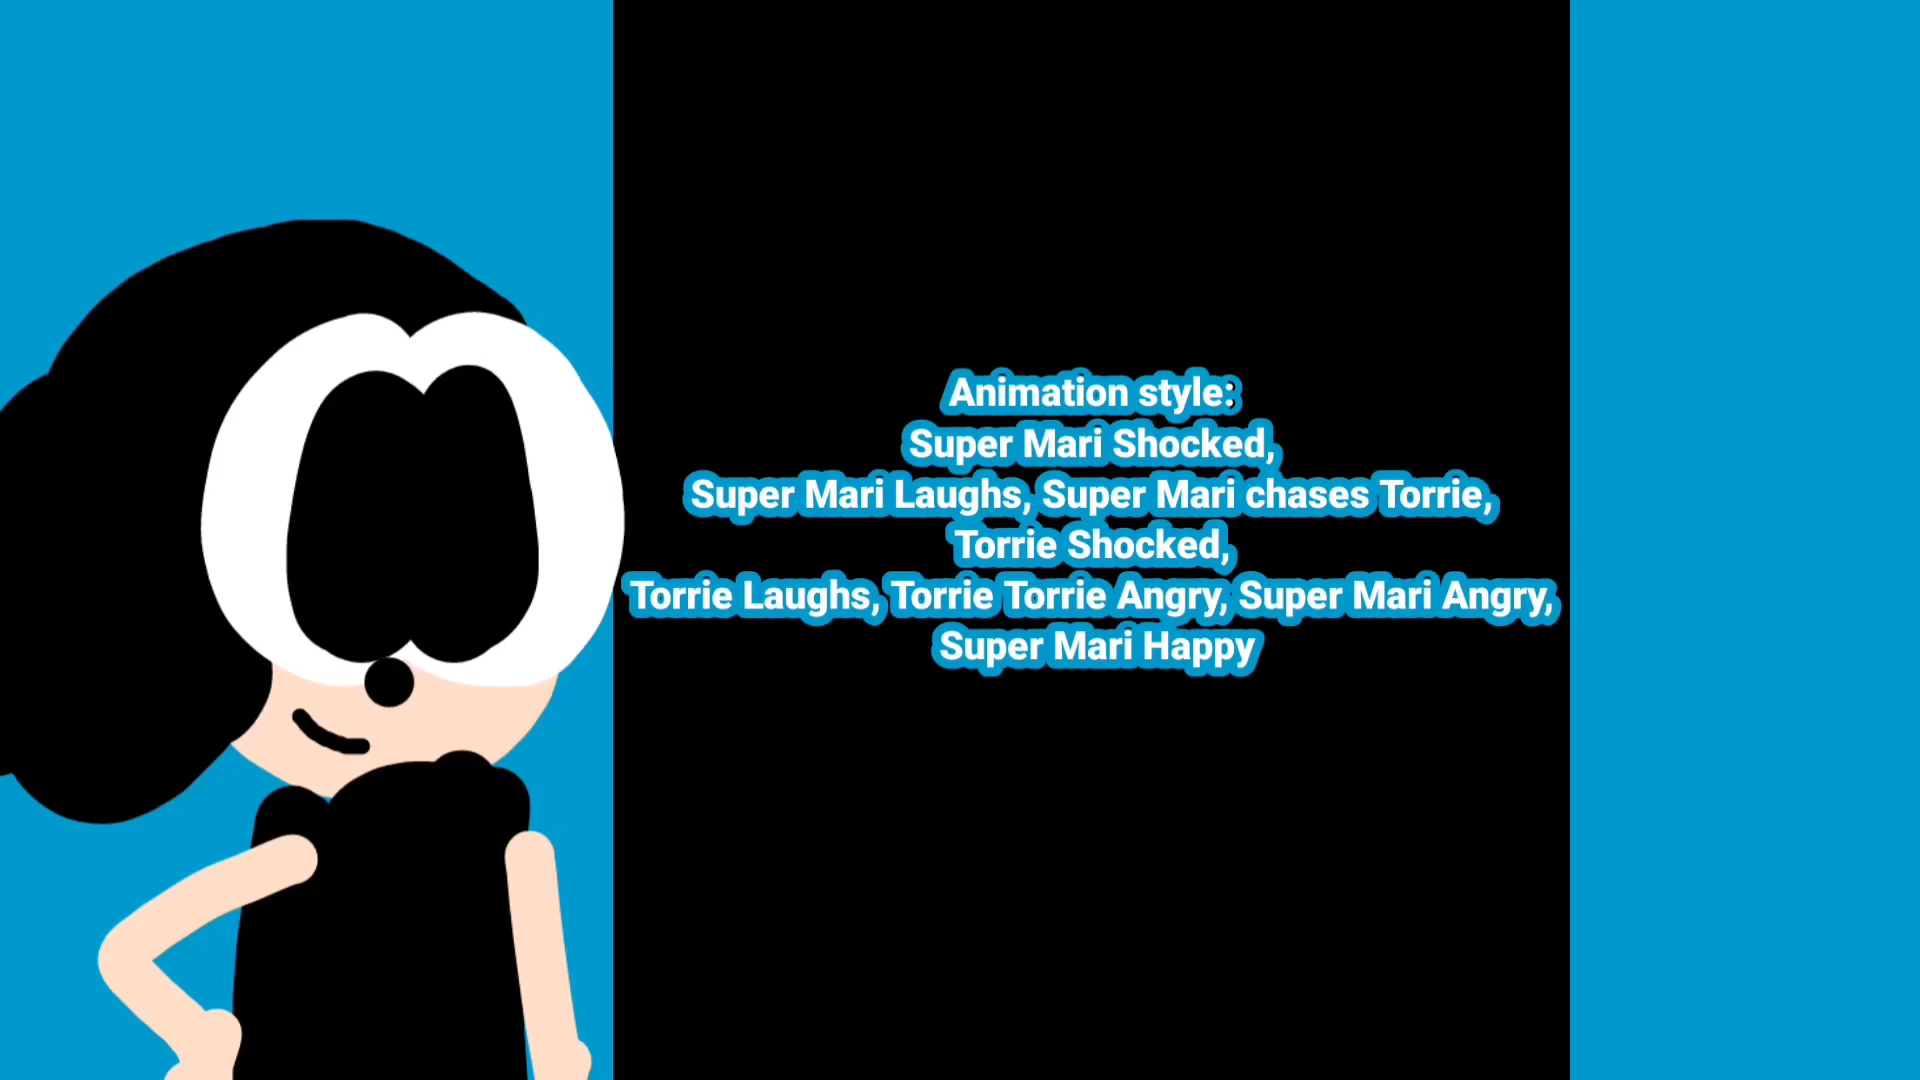 Animation style:
Super Mari Shocked,
Super Mari Laughs, Super Mari chases Torrie,
Torrie Shocked,
Torrie Laughs, Torrie Torrie Angry, Super Mari Angry,
Super Mari Happy